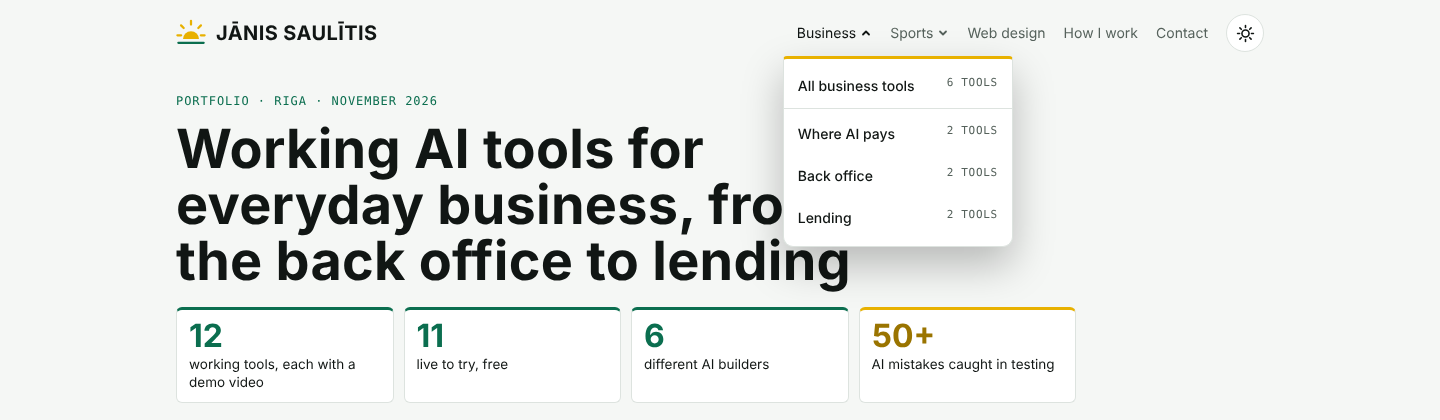 JĀNIS SAULĪTIS
Business
Sports
Web design
How I work
Contact
All business tools 6 TOOLS
Where AI pays 2 TOOLS
Back office 2 TOOLS
Lending 2 TOOLS
PORTFOLIO · RIGA · NOVEMBER 2026
Working AI tools for
everyday business, fro
the back office to lending
12
working tools, each with a
demo video
11
live to try, free
6
different AI builders
50+
AI mistakes caught in testing